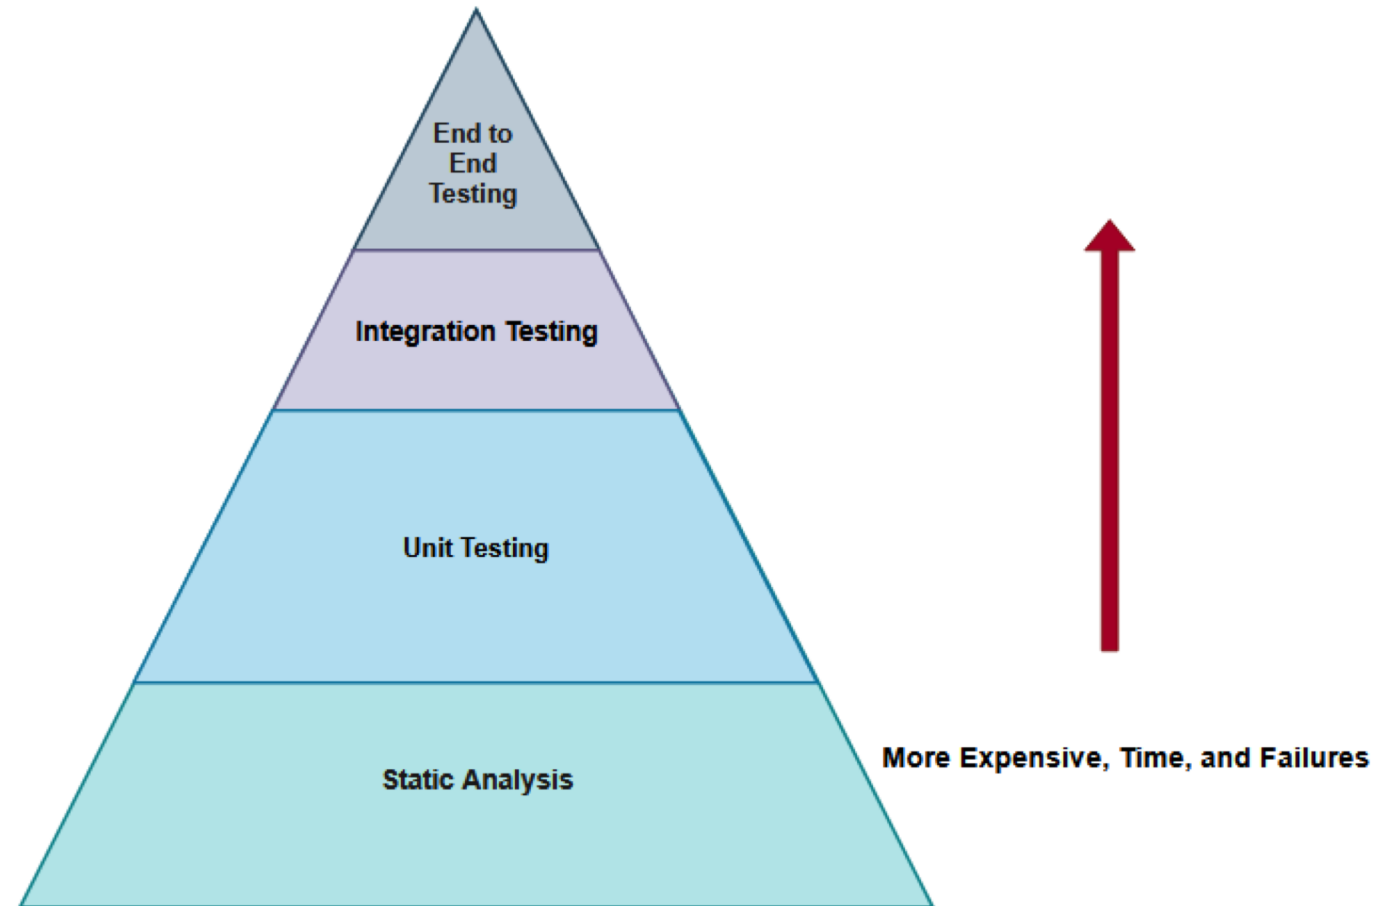 End to
End
Testing
Integration Testing
Unit Testing
Static Analysis
More Expensive, Time, and Failures